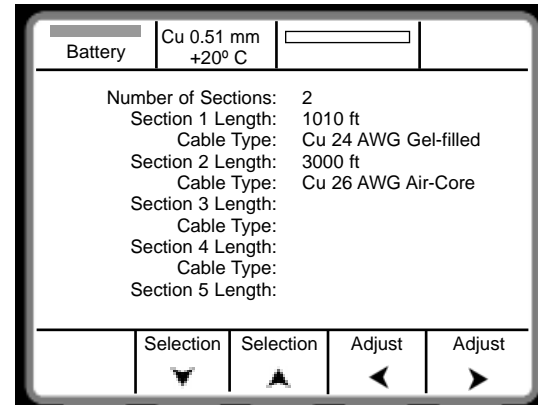 Battery
Cu 0.51 mm
+20º C
Number of Sections: 2
Section 1 Length: 1010 ft
Cable Type: Cu 24 AWG Gel-filled
Section 2 Length: 3000 ft
Cable Type: Cu 26 AWG Air-Core
Section 3 Length:
Cable Type:
Section 4 Length:
Cable Type:
Section 5 Length:
Selection Selection Adjust Adjust